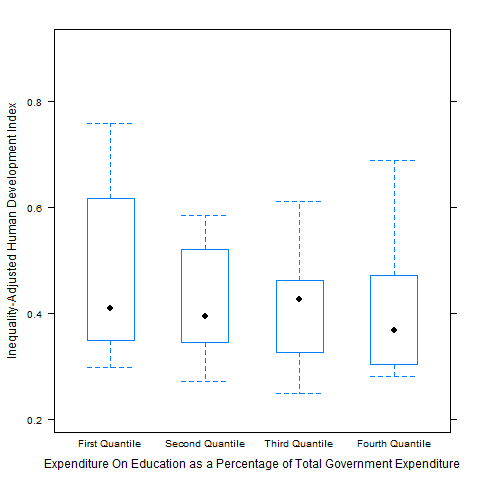 Inequality-Adjusted Human Development Index
0.8
0.6
0.4
0.2
First Quantile Second Quantile Third Quantile Fourth Quantile
Expenditure On Education as a Percentage of Total Government Expenditure